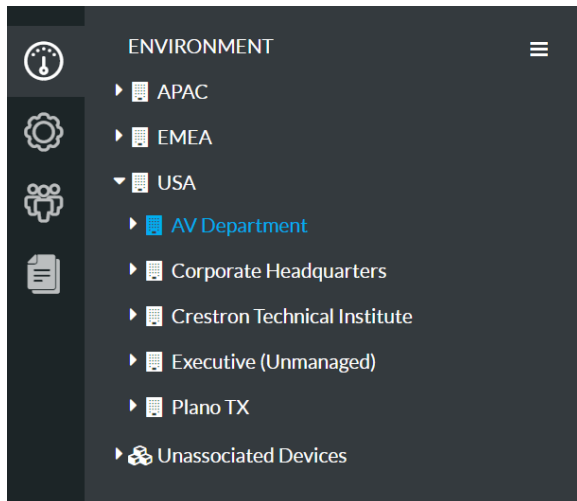 ENVIRONMENT
APAC
EMEA
USA
AV Department
Corporate Headquarters
Crestron Technical Institute
Executive (Unmanaged)
Plano TX
Unassociated Devices